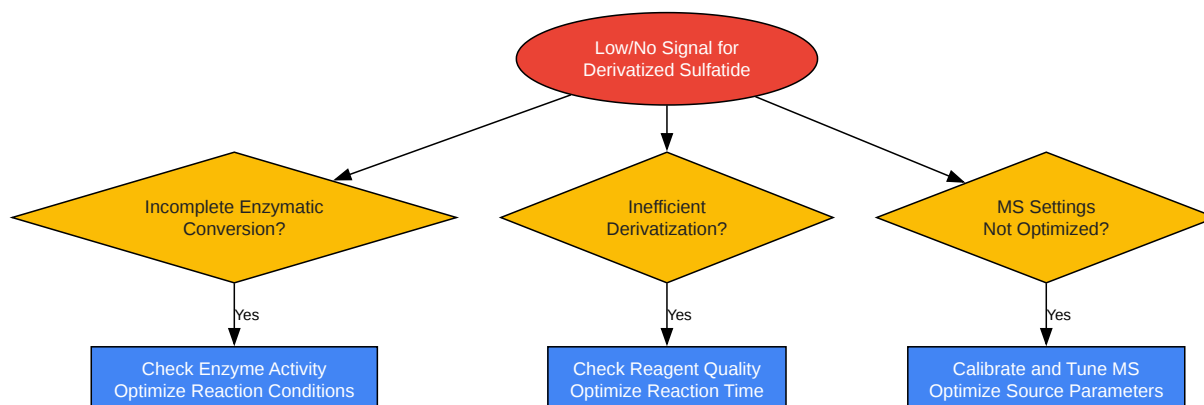 Low/No Signal for
Derivatized Sulfatide
Incomplete Enzymatic
Conversion?
Inefficient
Derivatization?
MS Settings
Not Optimized?
Yes
Yes
Yes
Check Enzyme Activity
Optimize Reaction Conditions
Check Reagent Quality
Optimize Reaction Time
Calibrate and Tune MS
Optimize Source Parameters